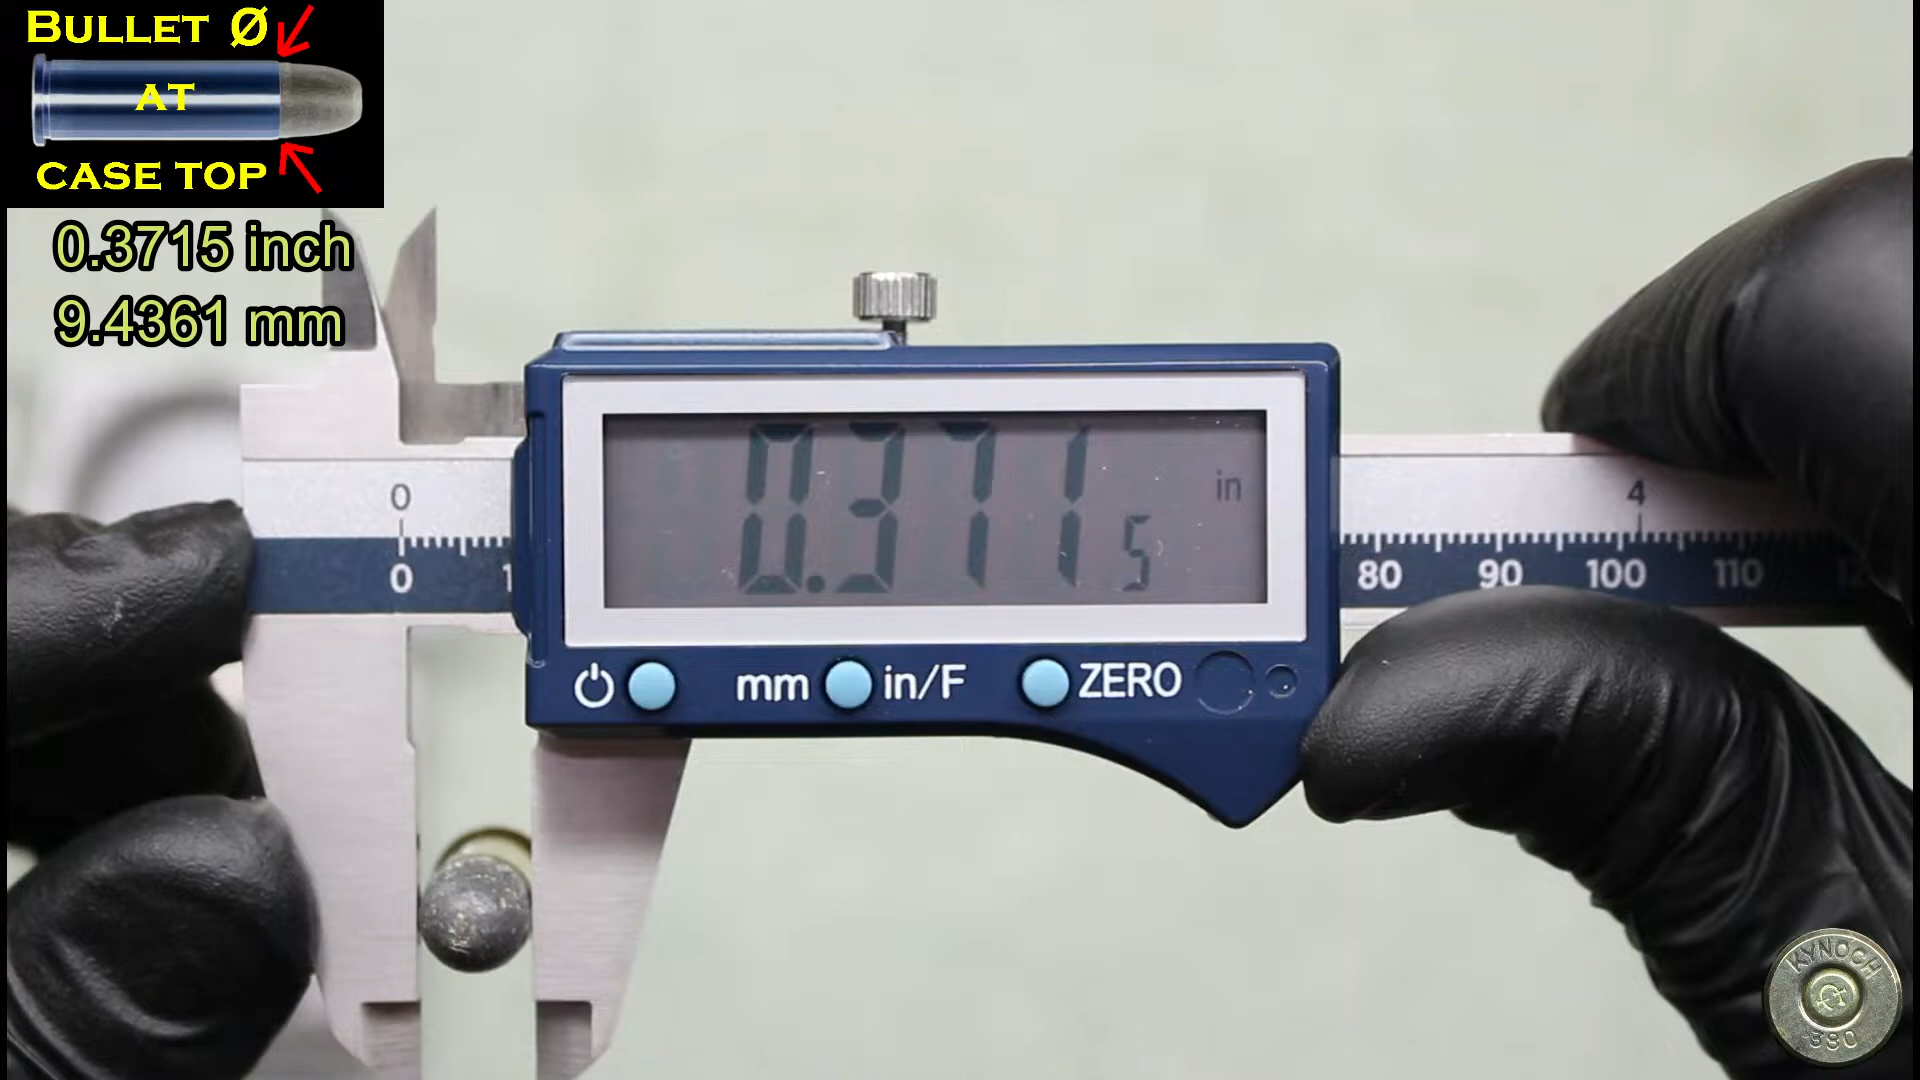 BULLET Ø
AT
CASE TOP
0.3715 inch
9.4361 mm
0.3715 in
0 4
0 1 80 90 100 110 12
mm in/F ZERO
KYNOCH
380